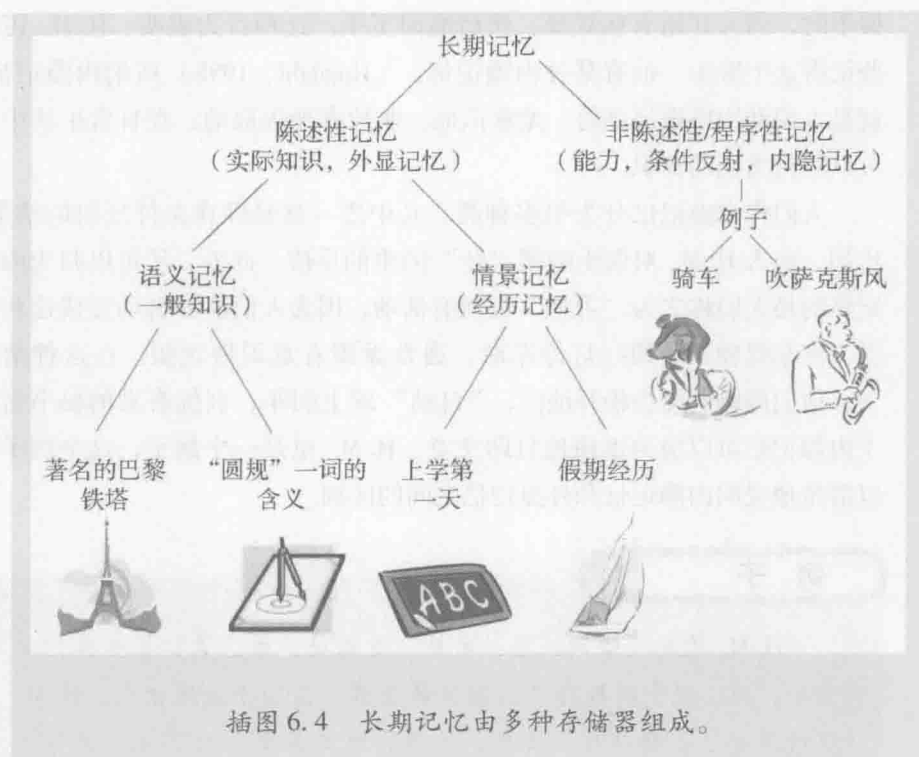 长期记忆
陈述性记忆
(实际知识，外显记忆)
非陈述性/程序性记忆
(能力，条件反射，内隐记忆)
例子
语义记忆
(一般知识)
情景记忆
(经历记忆)
骑车
吹萨克斯风
著名的巴黎
铁塔
“圆规”一词的
含义
上学第
一天
假期经历
ABC
插图 6.4 长期记忆由多种存储器组成。